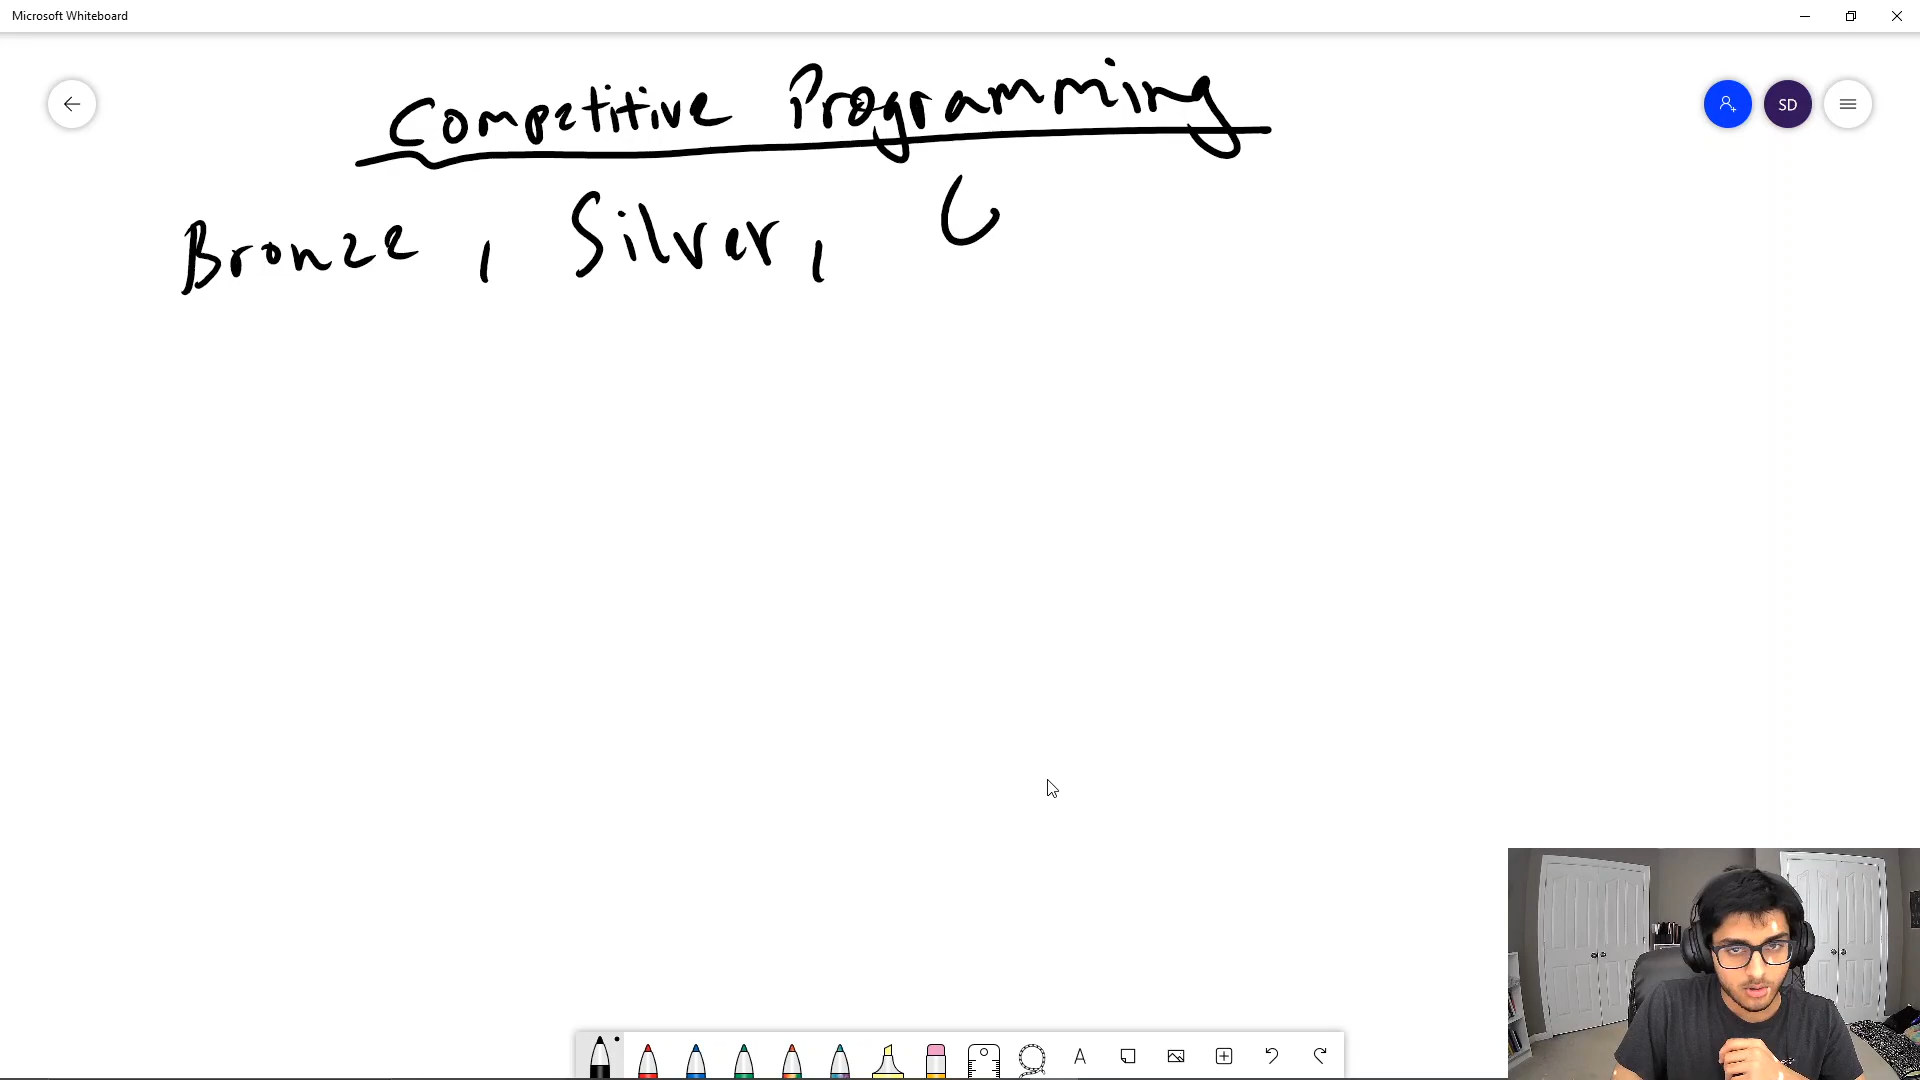 Microsoft Whiteboard
Competitive Programming
SD
Bronze, Silver,
A